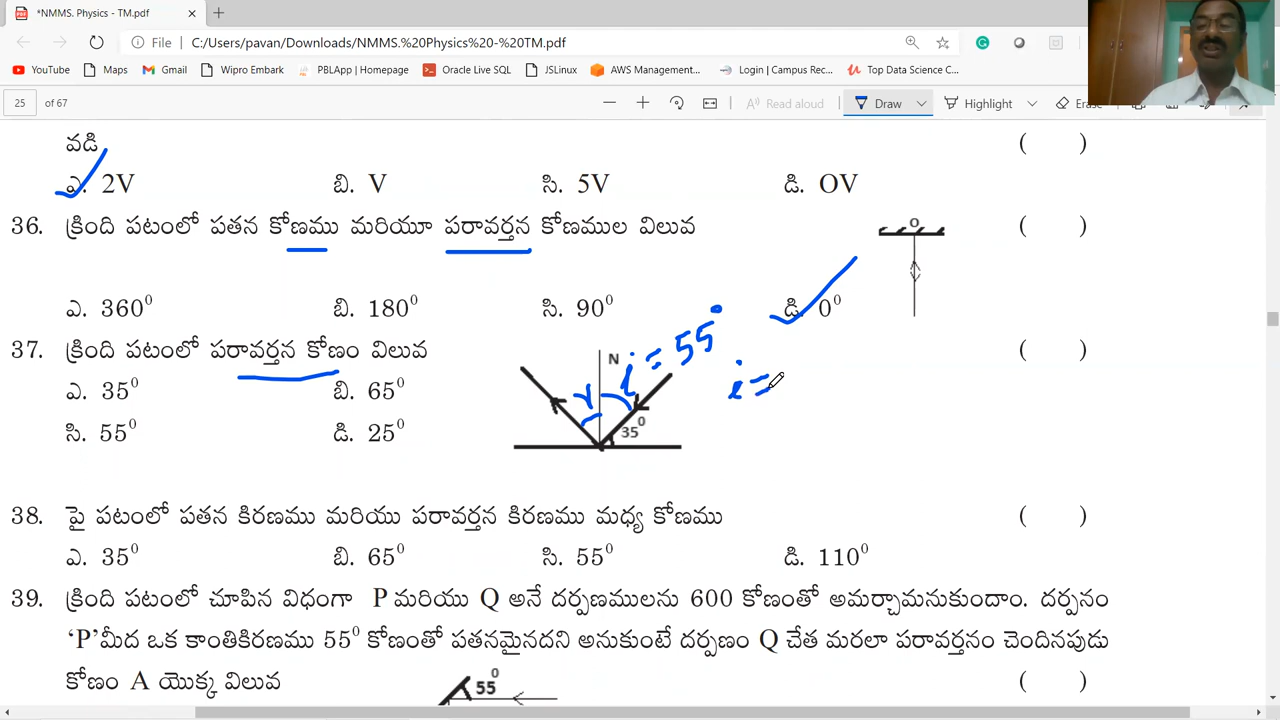 *NMMS. Physics - TM.pdf
File C:/Users/pavan/Downloads/NMMS.%20Physics%20-%20TM.pdf
YouTube Maps Gmail Wipro Embark PBLApp | Homepage Oracle Live SQL JSLinux AWS Management... Login | Campus Rec... Top Data Science C...
25 of 67 Read aloud Draw Highlight Erase
వడి ( )
ఎ. 2V బి. V సి. 5V డి. OV
36. క్రింది పటంలో పతన కోణము మరియూ పరావర్తన కోణముల విలువ ( )
O
ఎ. 360⁰ బి. 180⁰ సి. 90⁰ డి. 0⁰
37. క్రింది పటంలో పరావర్తన కోణం విలువ ( )
N
i = 55°
r
i =
ఎ. 35⁰ బి. 65⁰
సి. 55⁰ డి. 25⁰
35⁰
38. పై పటంలో పతన కిరణము మరియు పరావర్తన కిరణము మధ్య కోణము ( )
ఎ. 35⁰ బి. 65⁰ సి. 55⁰ డి. 110⁰
39. క్రింది పటంలో చూపిన విధంగా P మరియు Q అనే దర్పణములను 600 కోణంతో అమర్చామనుకుందాం. దర్పనం
'P'మీద ఒక కాంతికిరణము 55⁰ కోణంతో పతనమైనదని అనుకుంటే దర్పణం Q చేత మరలా పరావర్తనం చెందినపుడు
కోణం A యొక్క విలువ ( )
55⁰